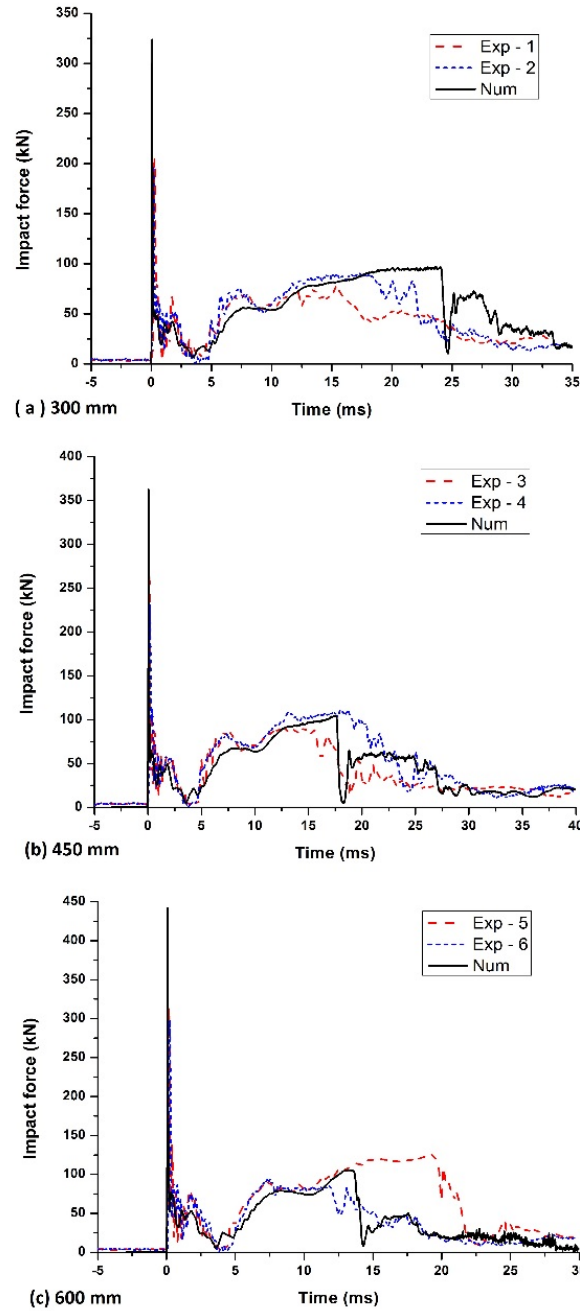 350
300
250
200
150
100
50
0
Impact force (kN)
Exp - 1
Exp - 2
Num
-5 0 5 10 15 20 25 30 35
Time (ms)
( a ) 300 mm
400
350
300
250
200
150
100
50
0
Impact force (kN)
Exp - 3
Exp - 4
Num
-5 0 5 10 15 20 25 30 35 40
Time (ms)
(b) 450 mm
450
400
350
300
250
200
150
100
50
0
Impact force (kN)
Exp - 5
Exp - 6
Num
-5 0 5 10 15 20 25 30
Time (ms)
(c) 600 mm